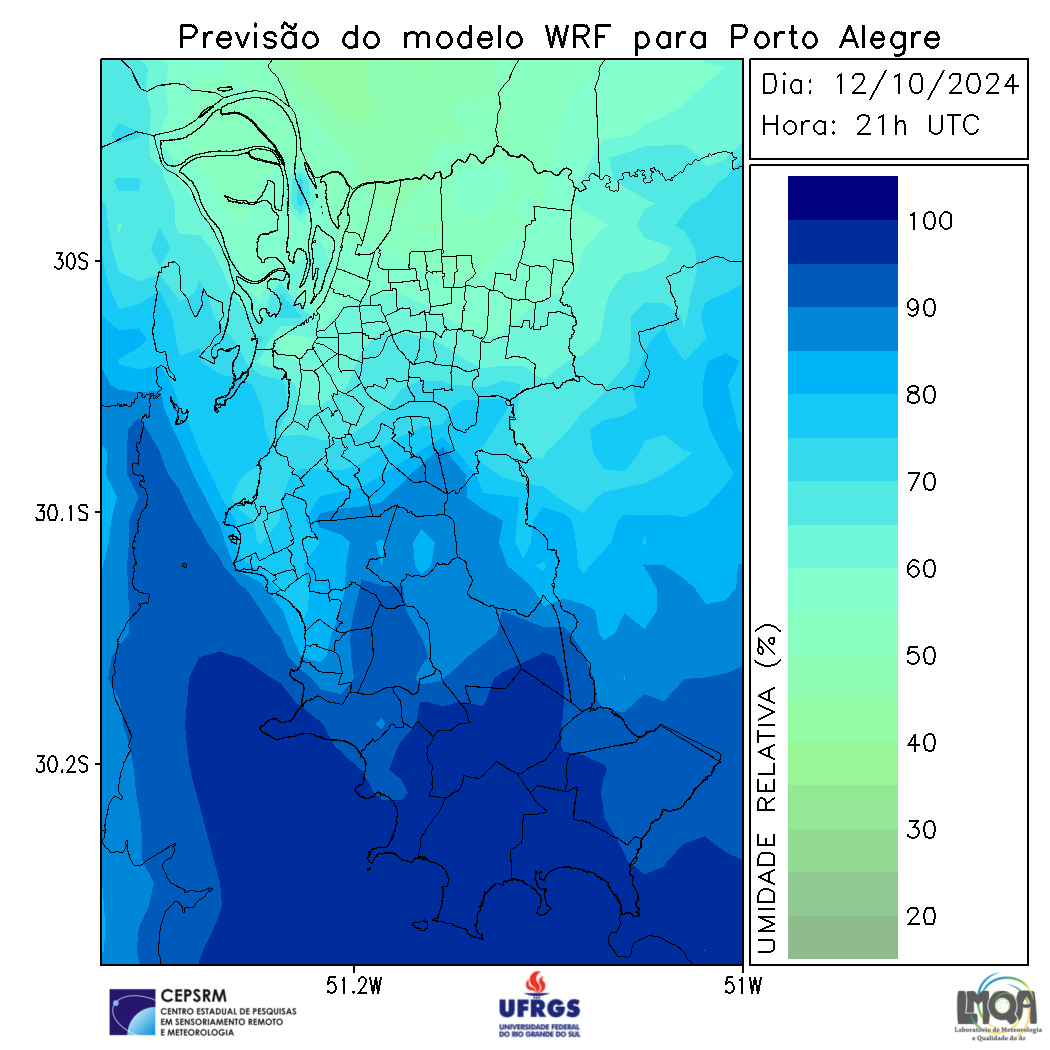 Previsão do modelo WRF para Porto Alegre
Dia: 12/10/2024
Hora: 21h UTC
30S
30.1S
30.2S
51.2W
51W
100
90
80
70
60
50
40
30
20
UMIDADE RELATIVA (%)
CEPSRM
CENTRO ESTADUAL DE PESQUISAS
EM SENSORIAMENTO REMOTO
E METEOROLOGIA
UFRGS
UNIVERSIDADE FEDERAL
DO RIO GRANDE DO SUL
LMQA
Laboratório de Meteorologia
e Qualidade do Ar